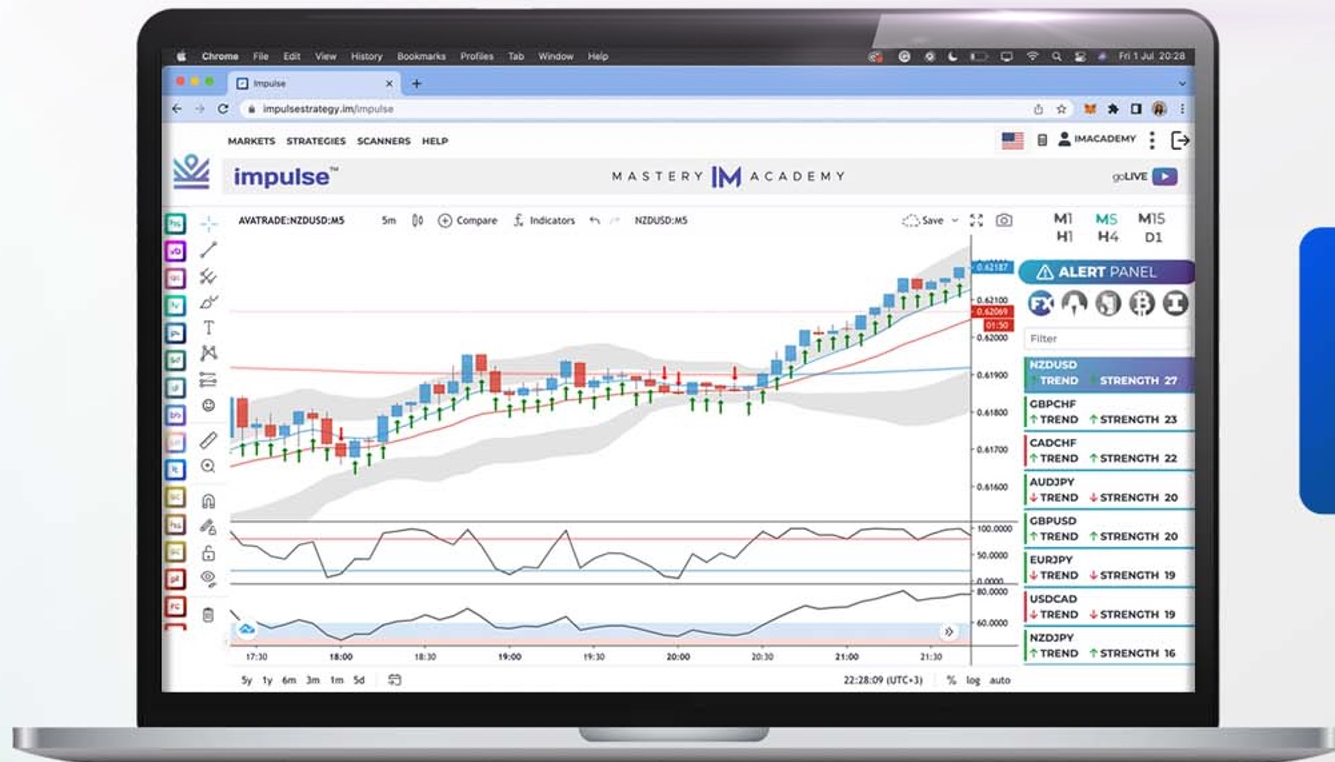 Chrome File Edit View History Bookmarks Profiles Tab Window Help Fri 1 Jul 20:28
Impulse
impulsestrategy.im/impulse
MARKETS STRATEGIES SCANNERS HELP IMACADEMY
impulse™ MASTERY IM ACADEMY goLIVE
AVATRADE:NZDUSD:M5 5m Compare Indicators NZDUSD:M5 Save
M1 M5 M15
H1 H4 D1
ALERT PANEL
FX
Filter
NZDUSD
↑ TREND ↑ STRENGTH 27
GBPCHF
↑ TREND ↑ STRENGTH 23
CADCHF
↑ TREND ↑ STRENGTH 22
AUDJPY
↓ TREND ↓ STRENGTH 20
GBPUSD
↑ TREND ↑ STRENGTH 20
EURJPY
↓ TREND ↓ STRENGTH 19
USDCAD
↓ TREND ↓ STRENGTH 19
NZDJPY
↑ TREND ↑ STRENGTH 16
0.62187
0.62100
0.62069
01:50
0.62000
0.61900
0.61800
0.61700
0.61600
100.0000
50.0000
0.0000
80.0000
60.0000
17:30 18:00 18:30 19:00 19:30 20:00 20:30 21:00 21:30
5y 1y 6m 3m 1m 5d 22:28:09 (UTC+3) % log auto